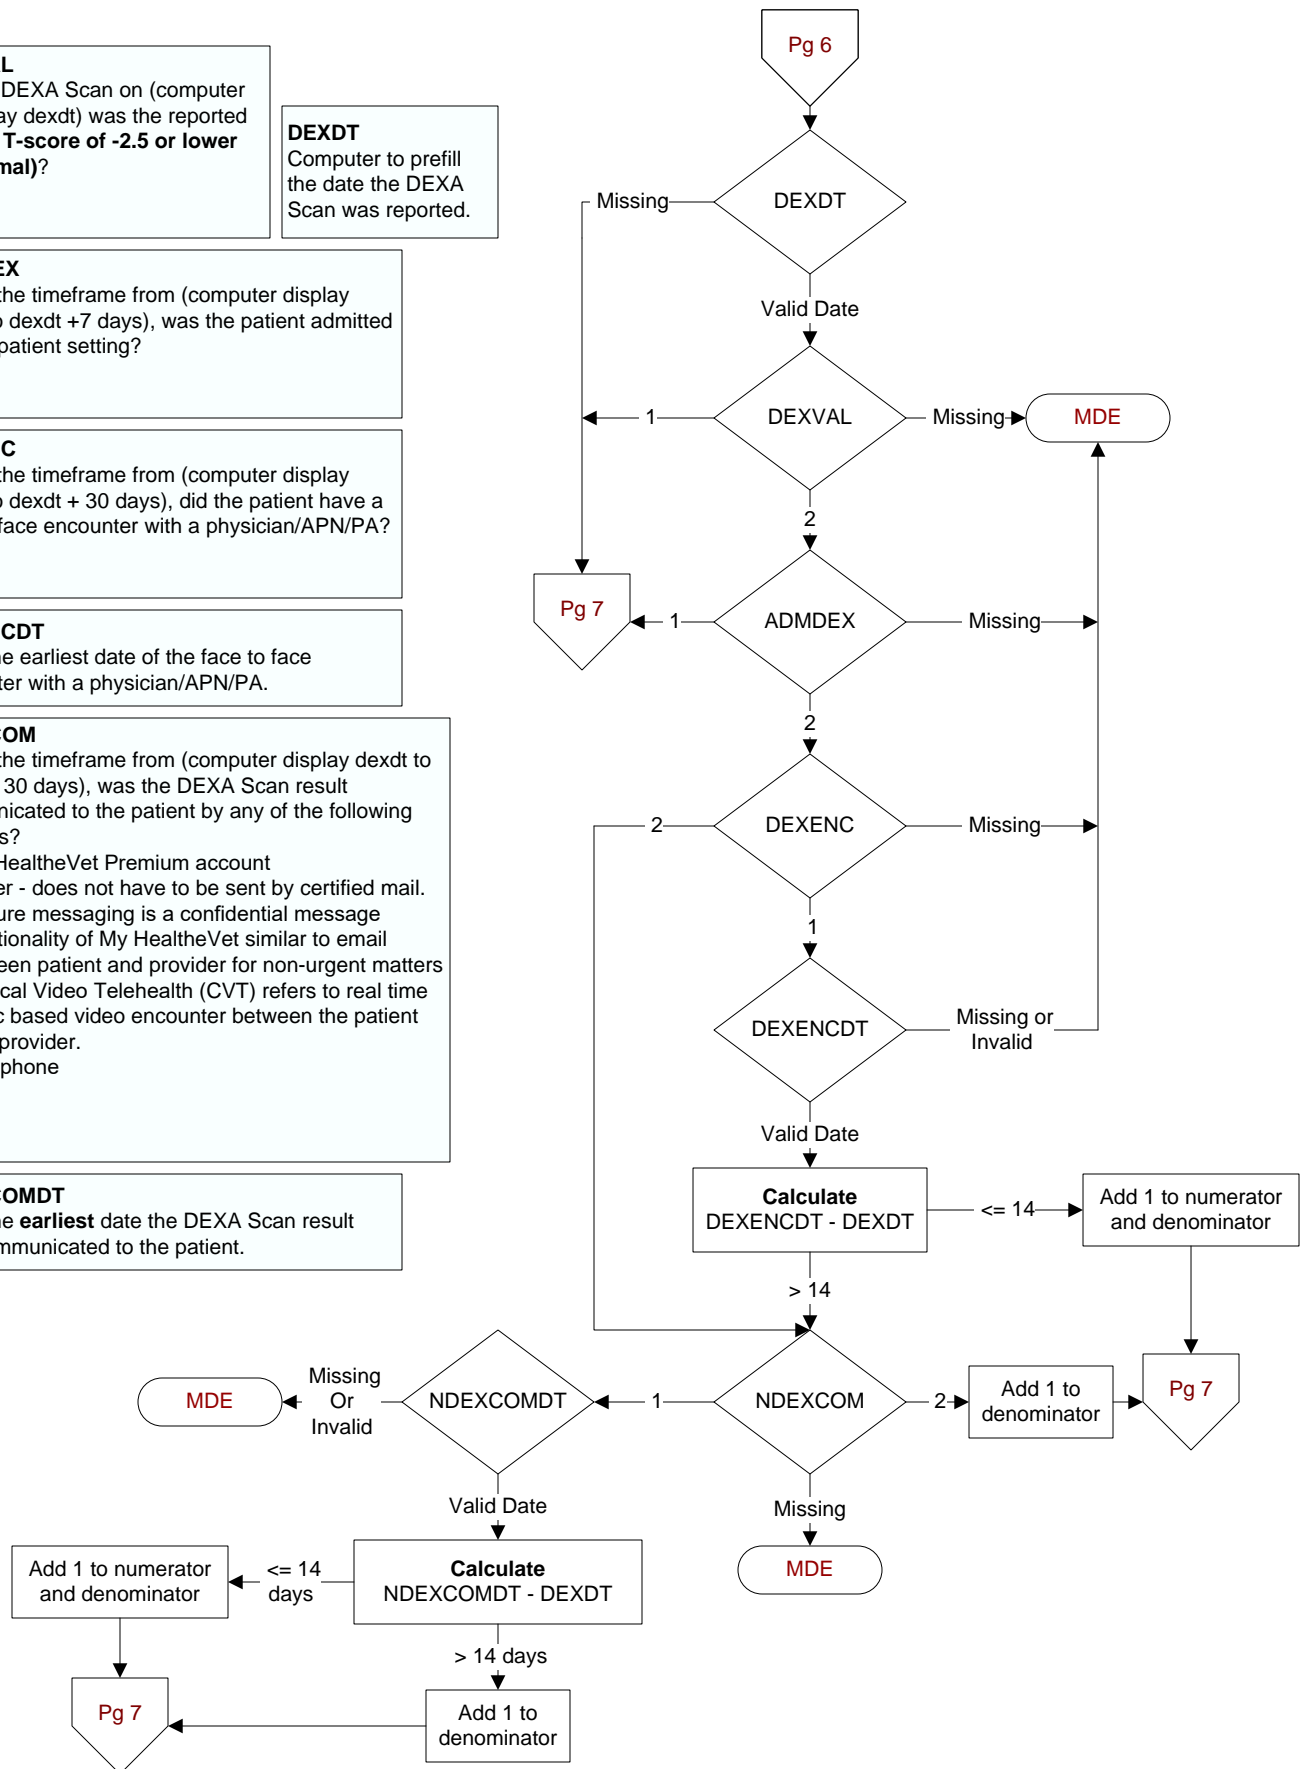 L
DEXA Scan on (computer
ay dexdt) was the reported
T-score of -2.5 or lower
mal)?
DEXDT
Computer to prefill
the date the DEXA
Scan was reported.
EX
the timeframe from (computer display
o dexdt +7 days), was the patient admitted
patient setting?
C
the timeframe from (computer display
o dexdt + 30 days), did the patient have a
face encounter with a physician/APN/PA?
CDT
ne earliest date of the face to face
ter with a physician/APN/PA.
COM
the timeframe from (computer display dexdt to
30 days), was the DEXA Scan result
nicated to the patient by any of the following
s?
HealtheVet Premium account
er - does not have to be sent by certified mail.
ure messaging is a confidential message
tionality of My HealtheVet similar to email
een patient and provider for non-urgent matters
cal Video Telehealth (CVT) refers to real time
c based video encounter between the patient
provider.
phone
OMDT
ne earliest date the DEXA Scan result
mmunicated to the patient.
Pg 6
Missing
DEXDT
Valid Date
1
DEXVAL
Missing
MDE
2
Pg 7
1
ADMDEX
Missing
2
2
DEXENC
Missing
1
DEXENCDT
Missing or
Invalid
Valid Date
Calculate
DEXENCDT - DEXDT
<= 14
Add 1 to numerator
and denominator
> 14
MDE
Missing
Or
Invalid
NDEXCOMDT
1
NDEXCOM
2
Add 1 to
denominator
Pg 7
Valid Date
Missing
MDE
Add 1 to numerator
and denominator
<= 14
days
Calculate
NDEXCOMDT - DEXDT
> 14 days
Pg 7
Add 1 to
denominator